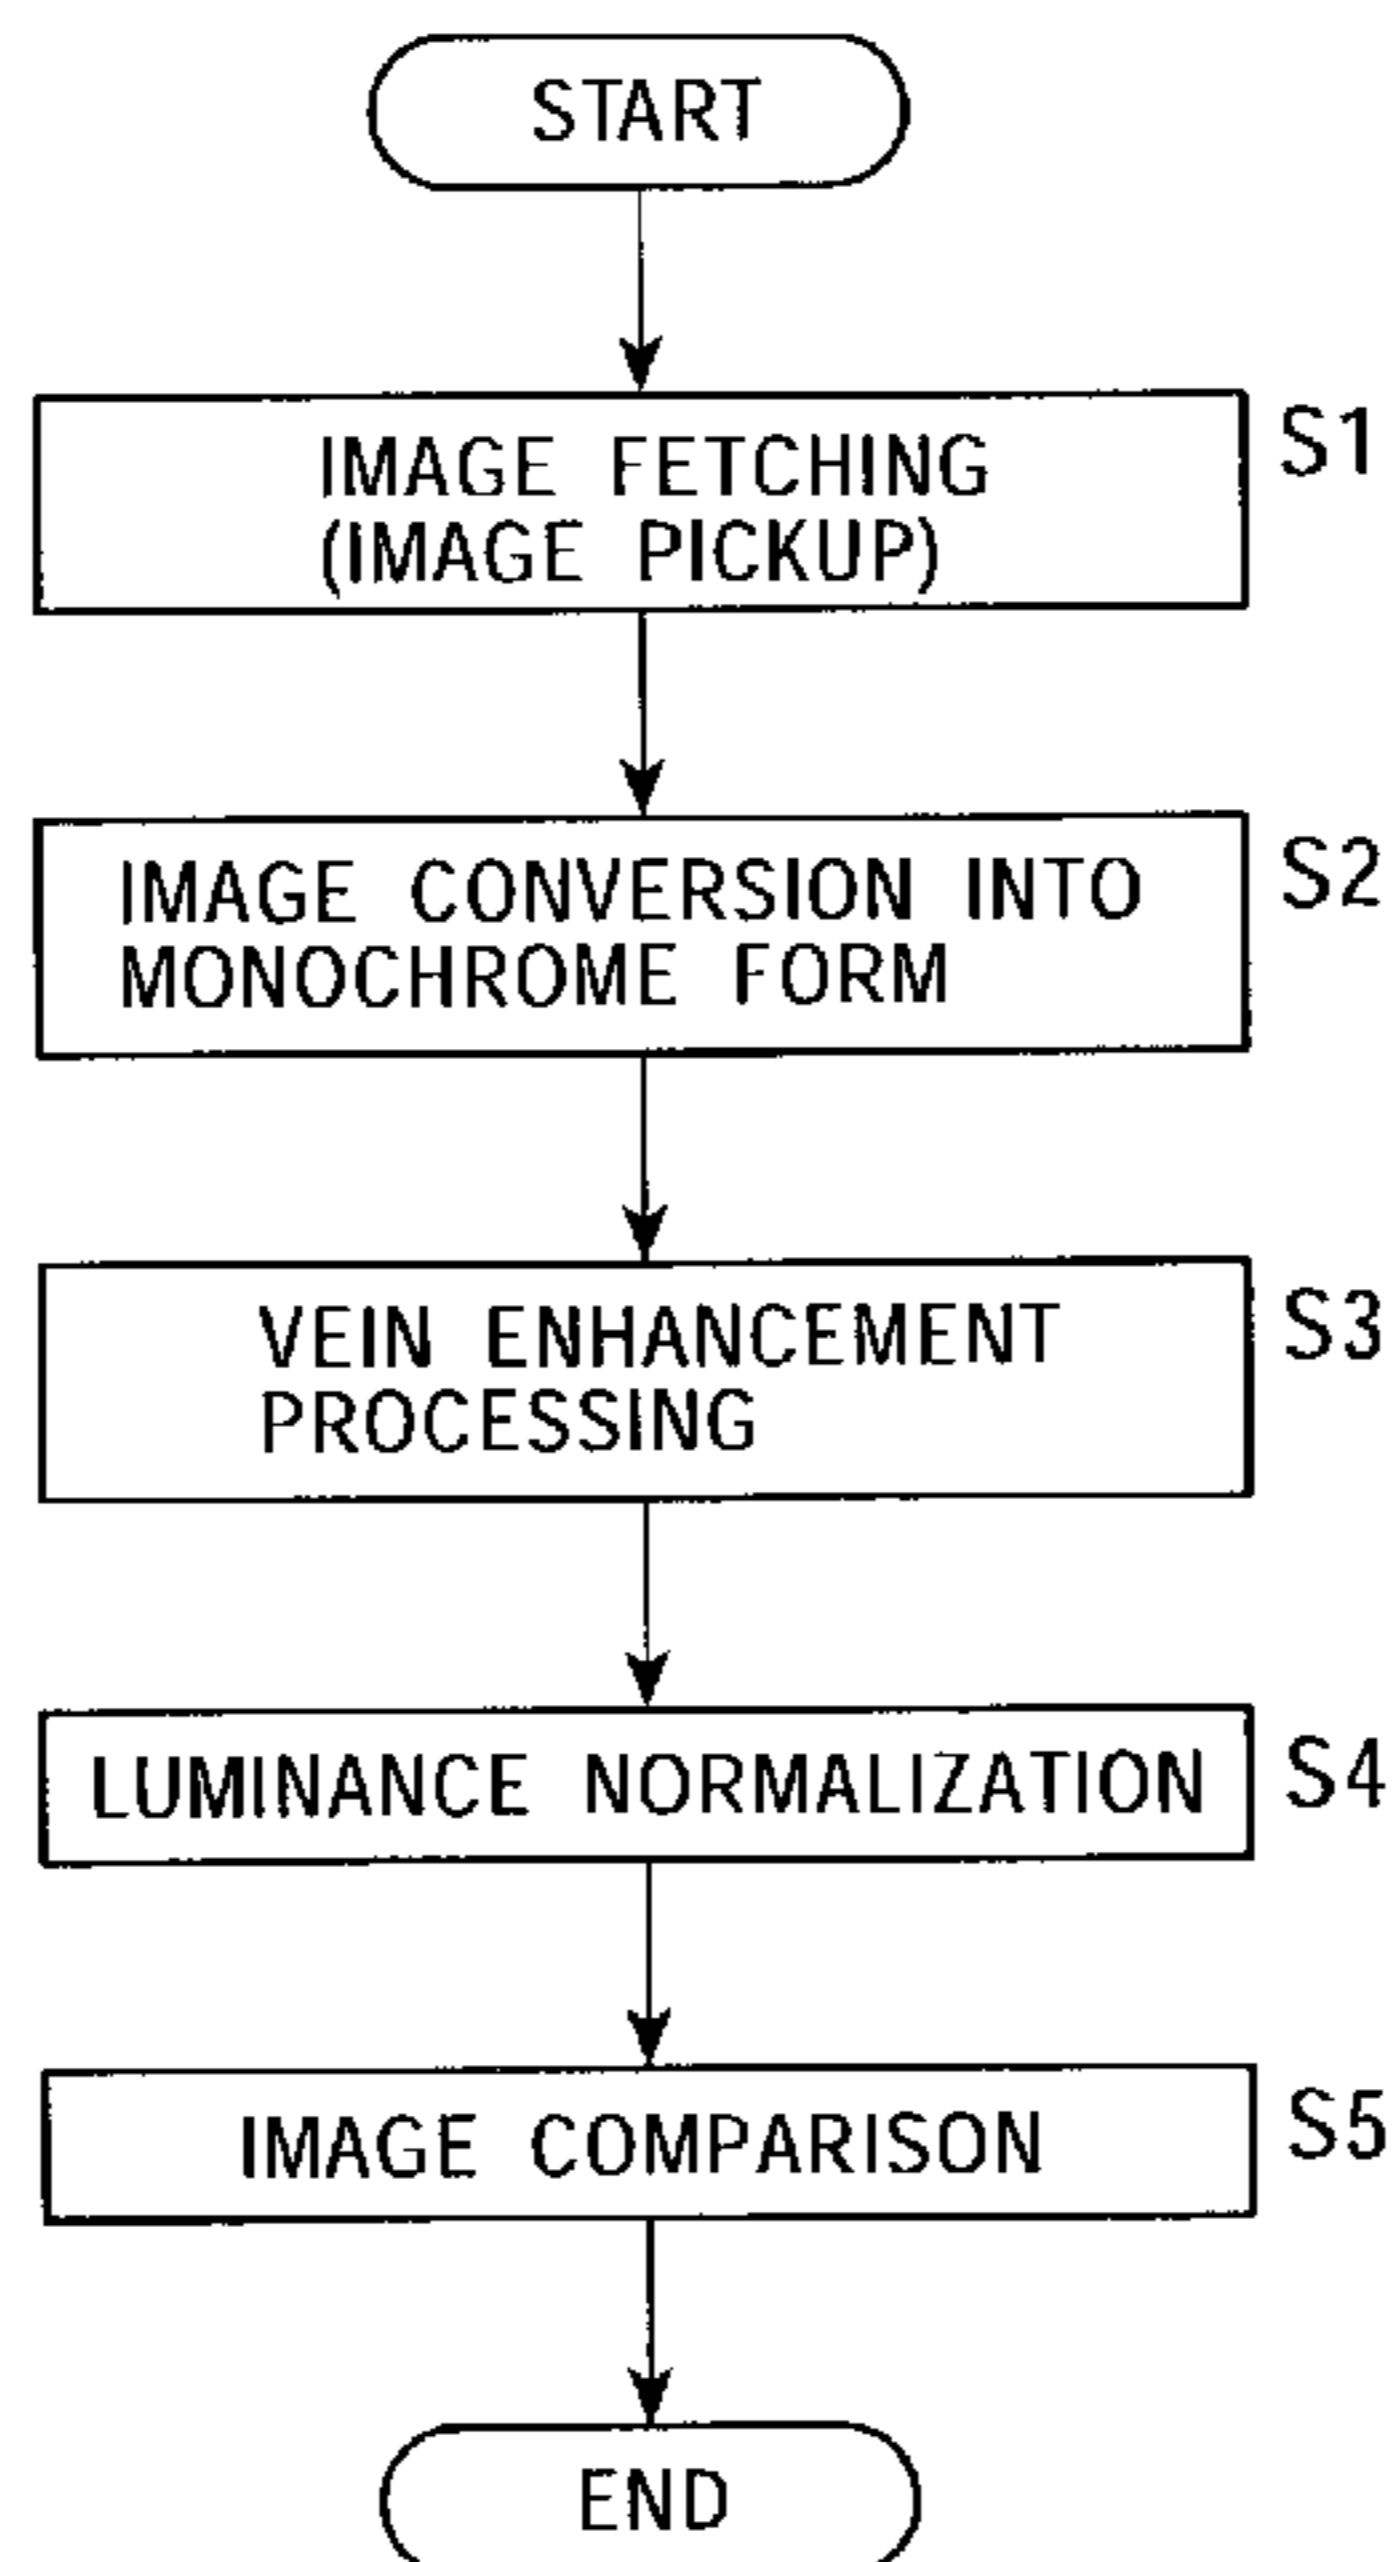 START
IMAGE FETCHING
(IMAGE PICKUP)
S1
IMAGE CONVERSION INTO
MONOCHROME FORM
S2
VEIN ENHANCEMENT
PROCESSING
S3
LUMINANCE NORMALIZATION
S4
IMAGE COMPARISON
S5
END